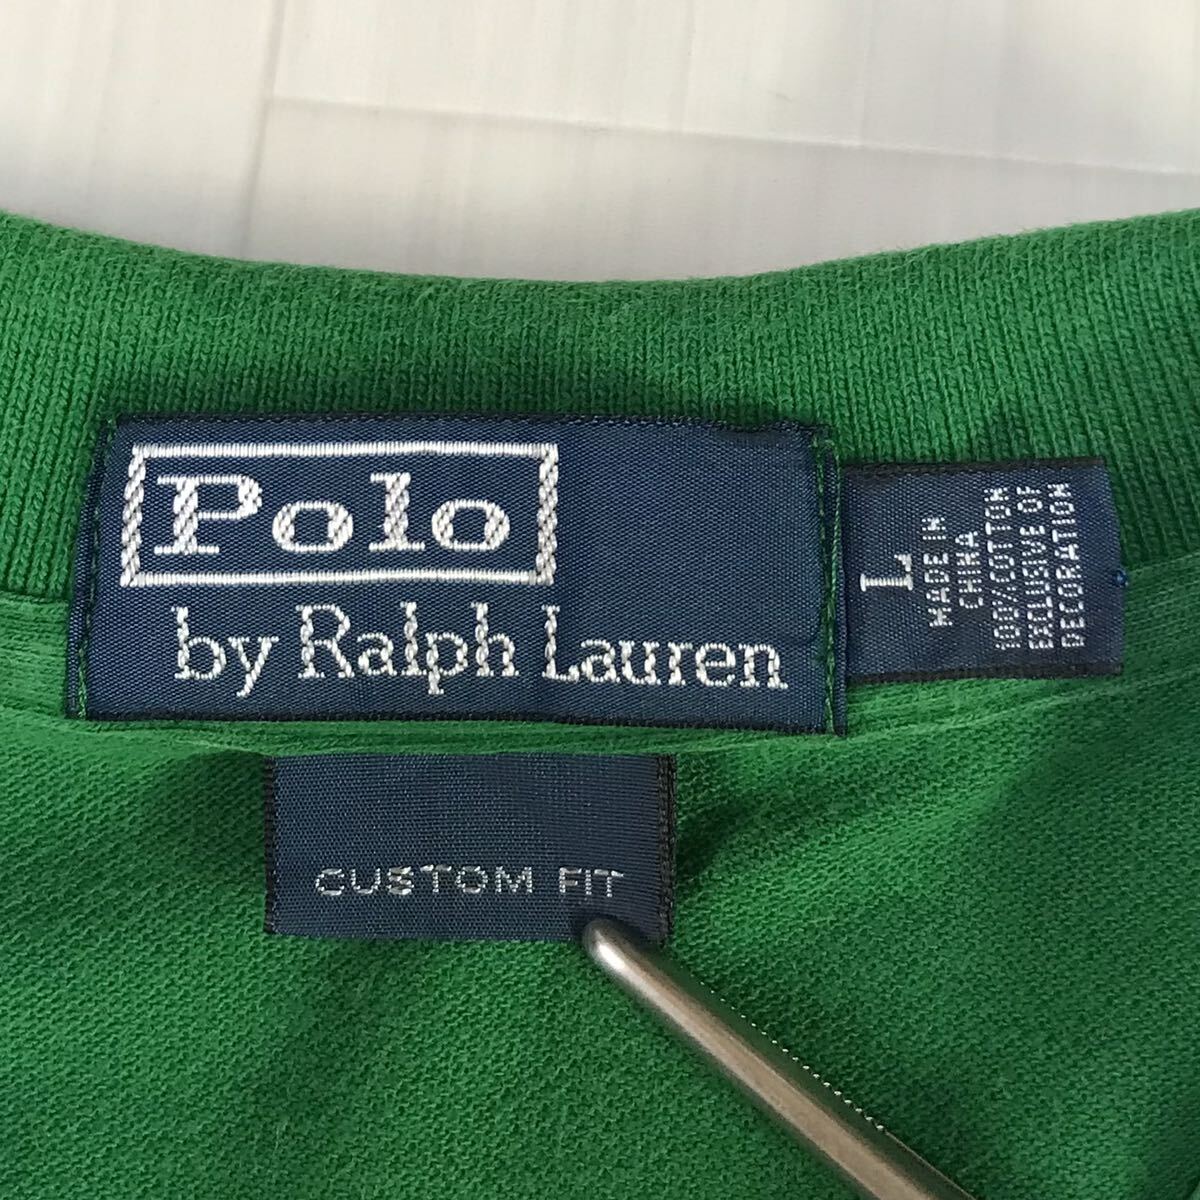 Polo
by Ralph Lauren
L
MADE IN
CHINA
100%COTTON
EXCLUSIVE OF
DECORATION
CUSTOM FIT